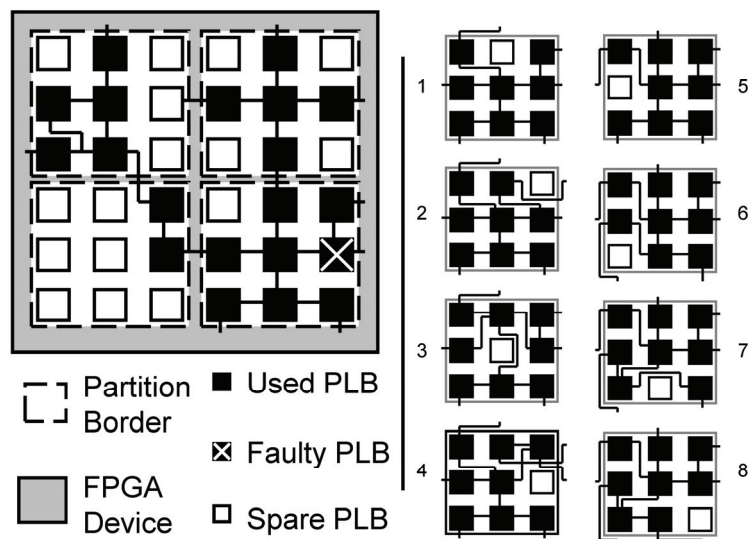 1
5
2
6
3
7
4
8
Partition
Border
Used PLB
Faulty PLB
FPGA
Device
Spare PLB